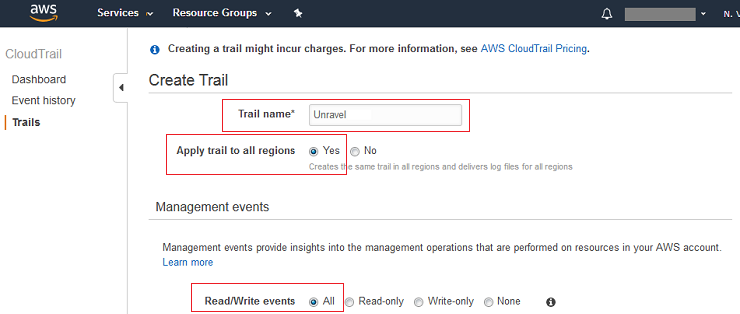 aws Services Resource Groups N. V
CloudTrail
Dashboard
Event history
Trails
Creating a trail might incur charges. For more information, see AWS CloudTrail Pricing.
Create Trail
Trail name* Unravel
Apply trail to all regions Yes No
Creates the same trail in all regions and delivers log files for all regions
Management events
Management events provide insights into the management operations that are performed on resources in your AWS account.
Learn more
Read/Write events All Read-only Write-only None